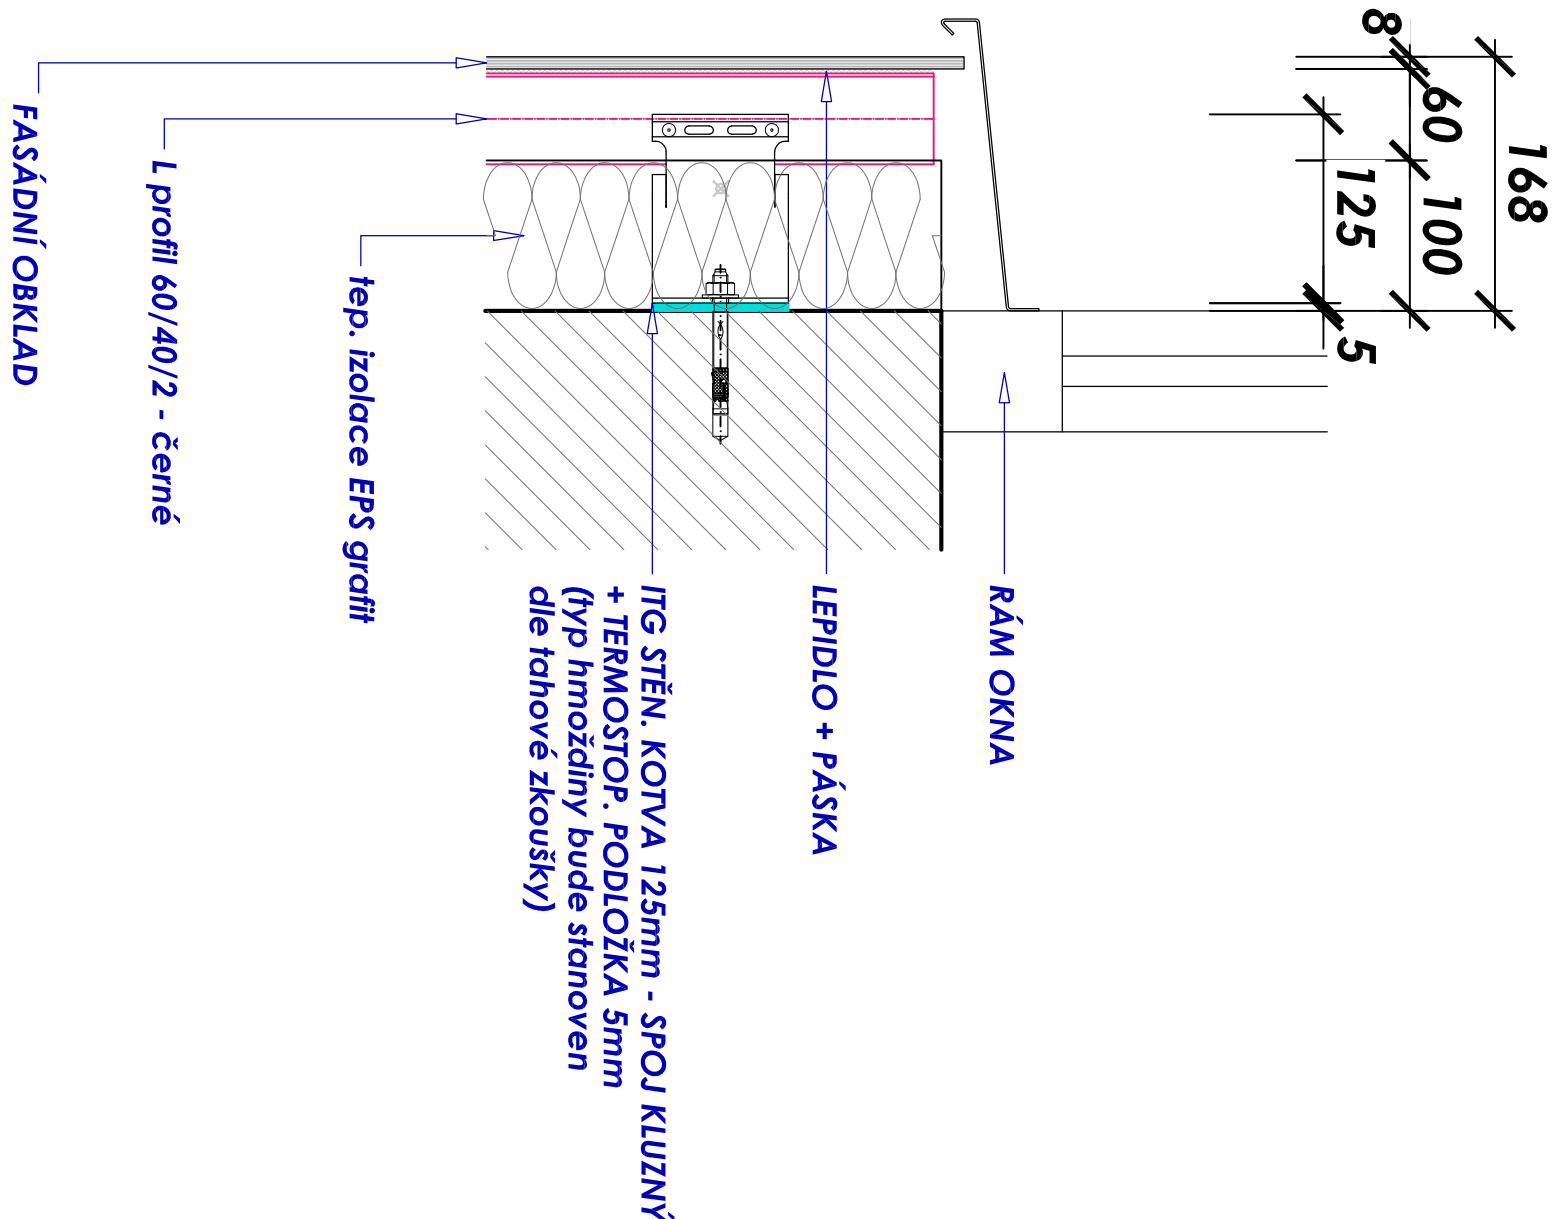 168
8
60
100
125
5
RÁM OKNA
LEPIDLO + PÁSKA
ITG STĚN. KOTVA 125mm - SPOJ KLUZNÝ
+ TERMOSTOP. PODLOŽKA 5mm
(typ hmoždiny bude stanoven
dle tahové zkoušky)
tep. izolace EPS grafit
L profil 60/40/2 - černé
FASÁDNÍ OBKLAD